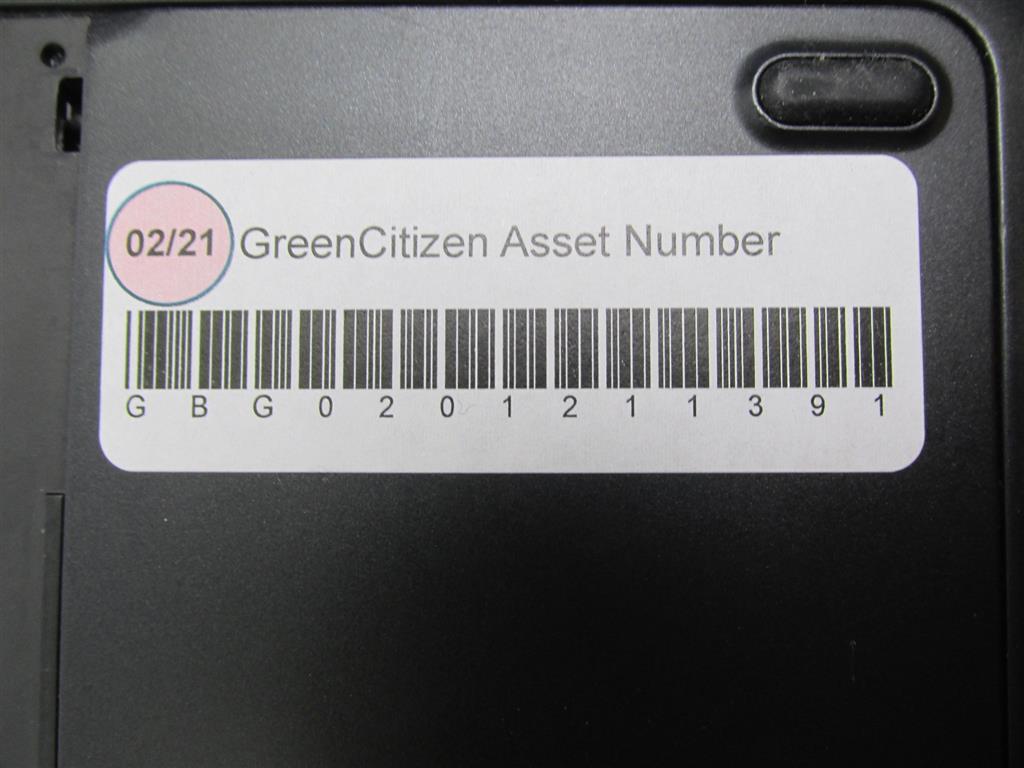 02/21 GreenCitizen Asset Number
G B G 0 2 0 1 2 1 1 3 9 1